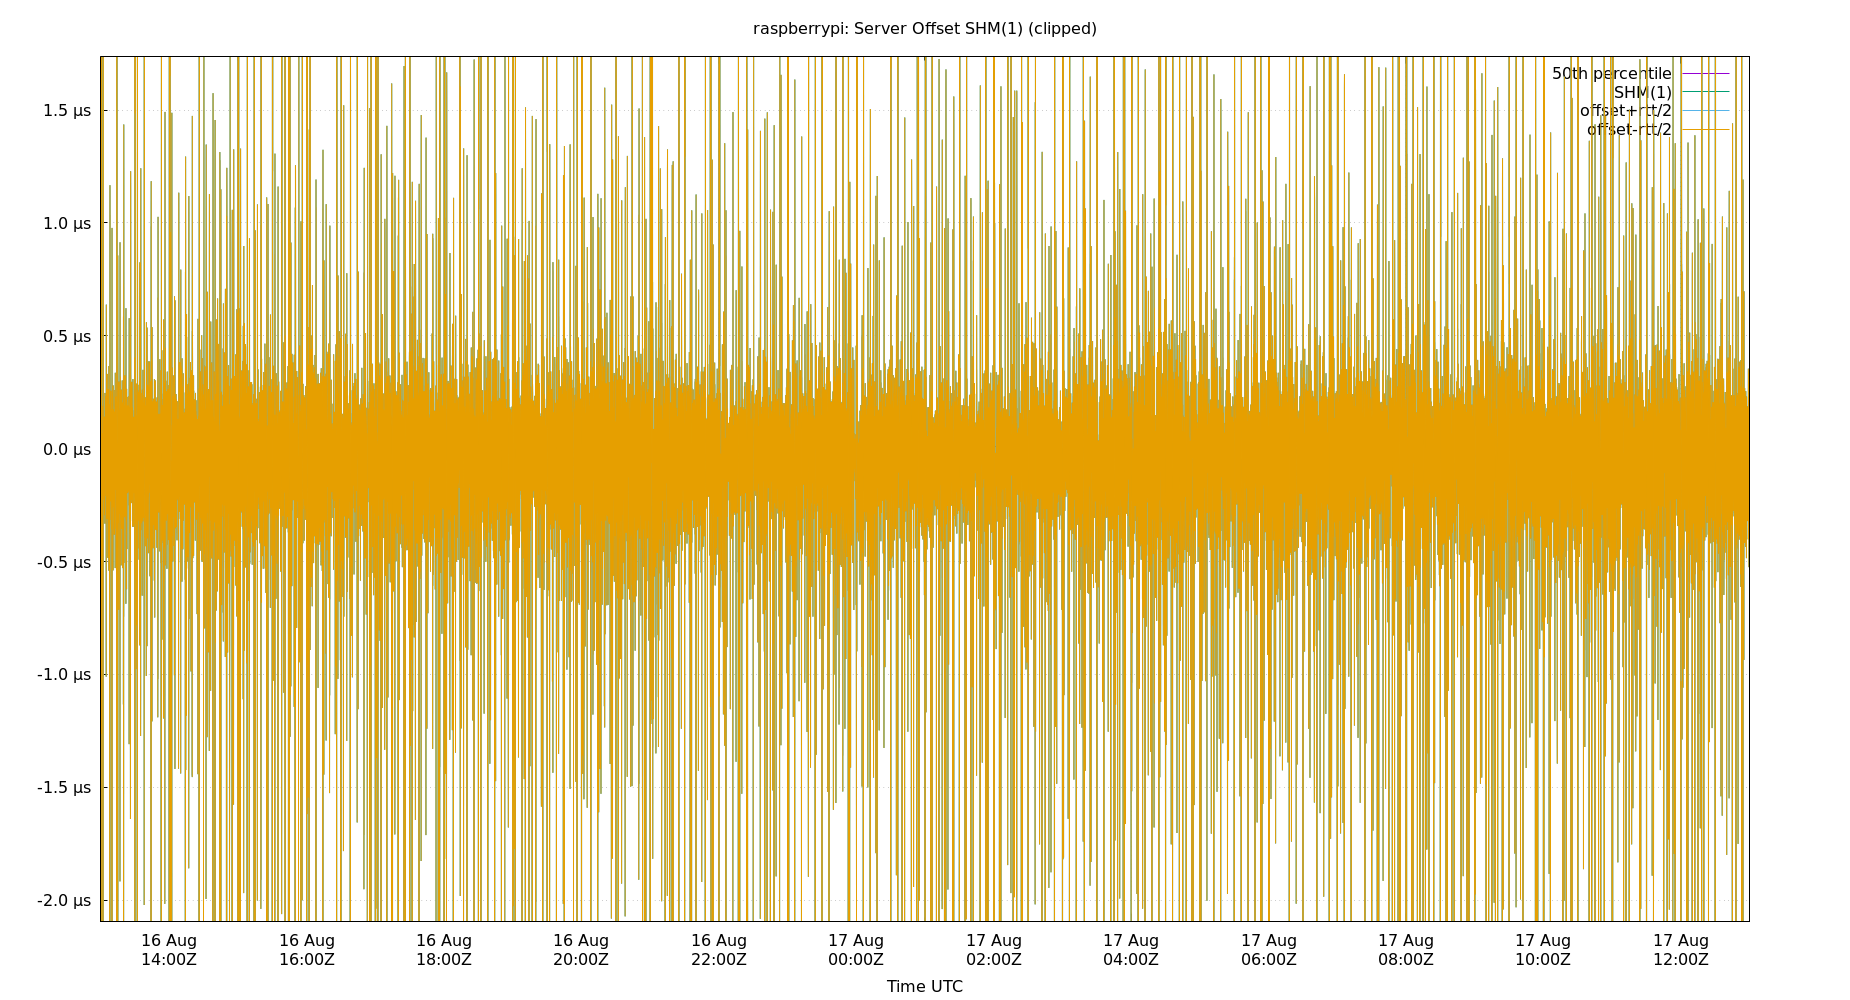 raspberrypi: Server Offset SHM(1) (clipped)
50th percentile
SHM(1)
offset+rtt/2
offset-rtt/2
1.5 µs
1.0 µs
0.5 µs
0.0 µs
-0.5 µs
-1.0 µs
-1.5 µs
-2.0 µs
16 Aug 16 Aug 16 Aug 16 Aug 16 Aug 17 Aug 17 Aug 17 Aug 17 Aug 17 Aug 17 Aug 17 Aug
14:00Z 16:00Z 18:00Z 20:00Z 22:00Z 00:00Z 02:00Z 04:00Z 06:00Z 08:00Z 10:00Z 12:00Z
Time UTC